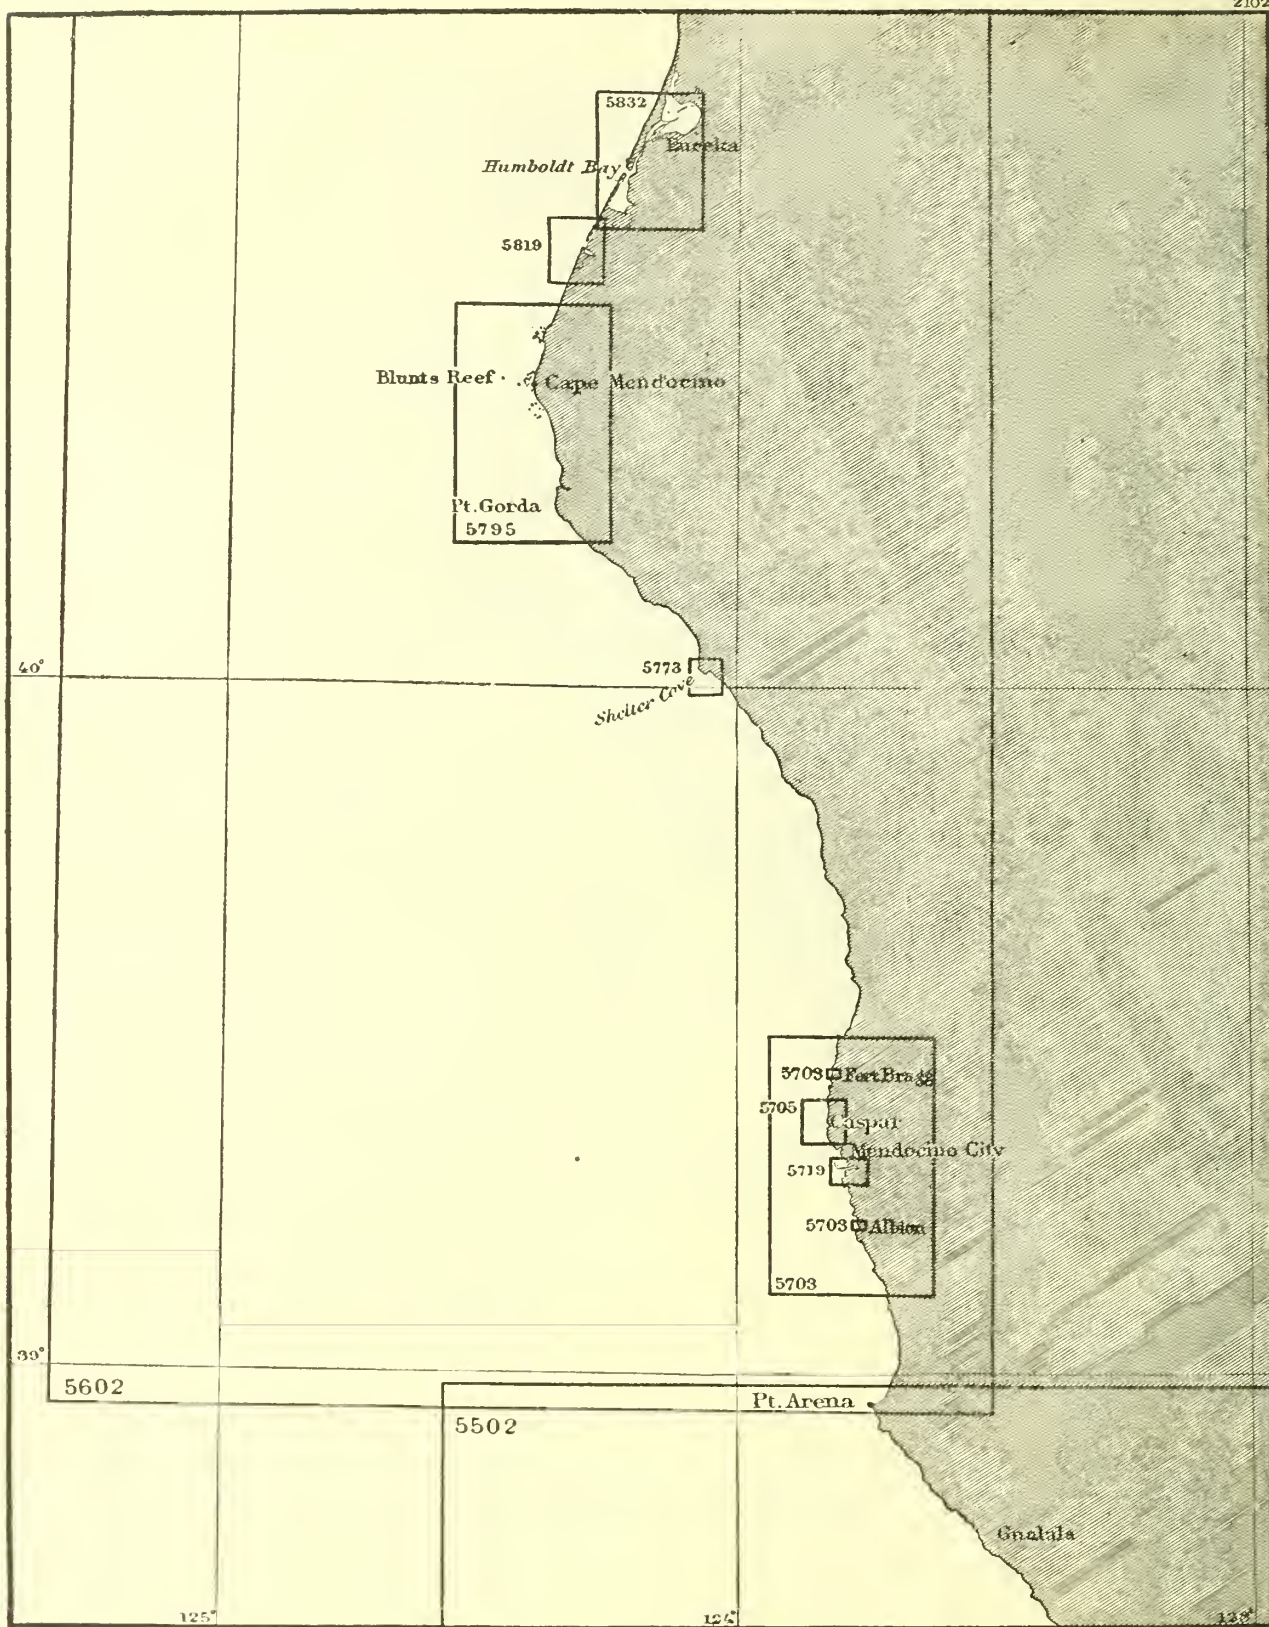 2102
5832
Eureka
Humboldt Bay
5819
Blunts Reef
Cape Mendocino
Pt. Gorda
5795
40°
5773
Shelter Cove
5703
Fort Bragg
5705
Caspar
Mendocino City
5719
5703
Albion
5703
39°
5602
Pt. Arena
5502
Gualala
125°
124°
123°